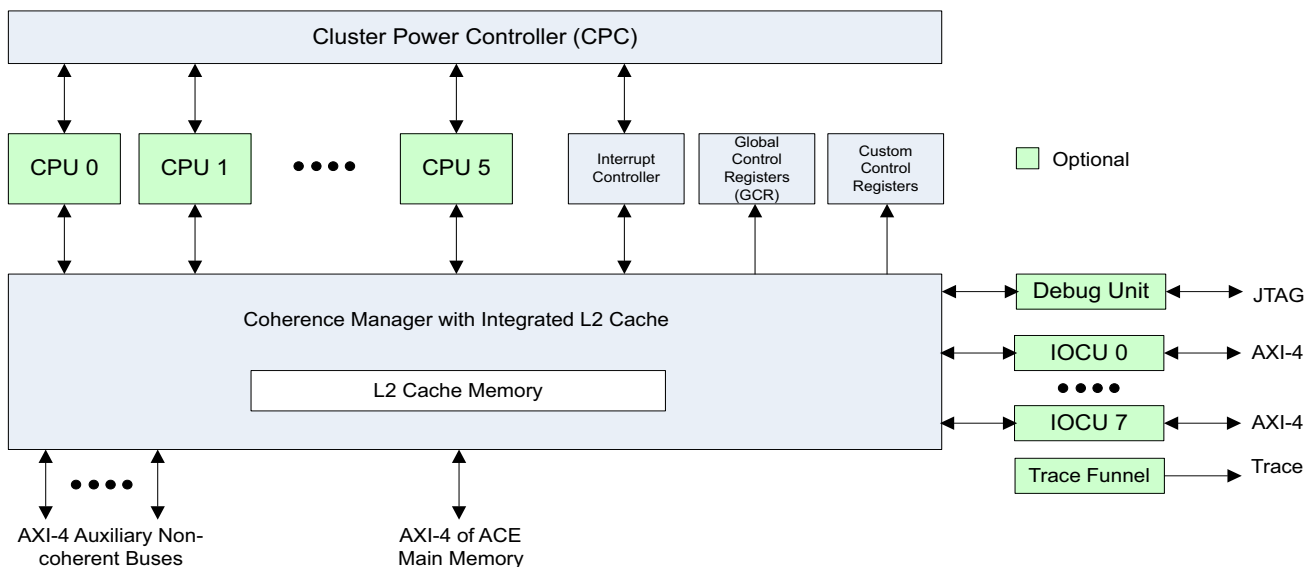 Cluster Power Controller (CPC)
CPU 0
CPU 1
CPU 5
Interrupt
Controller
Global
Control
Registers
(GCR)
Custom
Control
Registers
Optional
Coherence Manager with Integrated L2 Cache
L2 Cache Memory
Debug Unit
JTAG
IOCU 0
AXI-4
IOCU 7
AXI-4
Trace Funnel
Trace
AXI-4 Auxiliary Non-
coherent Buses
AXI-4 of ACE
Main Memory